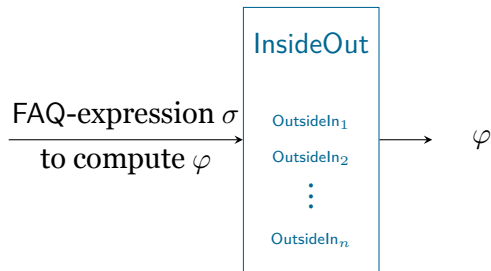 InsideOut
FAQ-expression σ
to compute φ
OutsideIn₁
OutsideIn₂
⋮
OutsideInₙ
φ